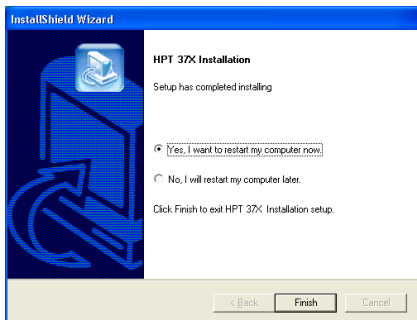 InstallShield Wizard
HPT 37X Installation
Setup has completed installing
Yes, I want to restart my computer now.
No, I will restart my computer later.
Click Finish to exit HPT 37X Installation setup.
< Back
Finish
Cancel